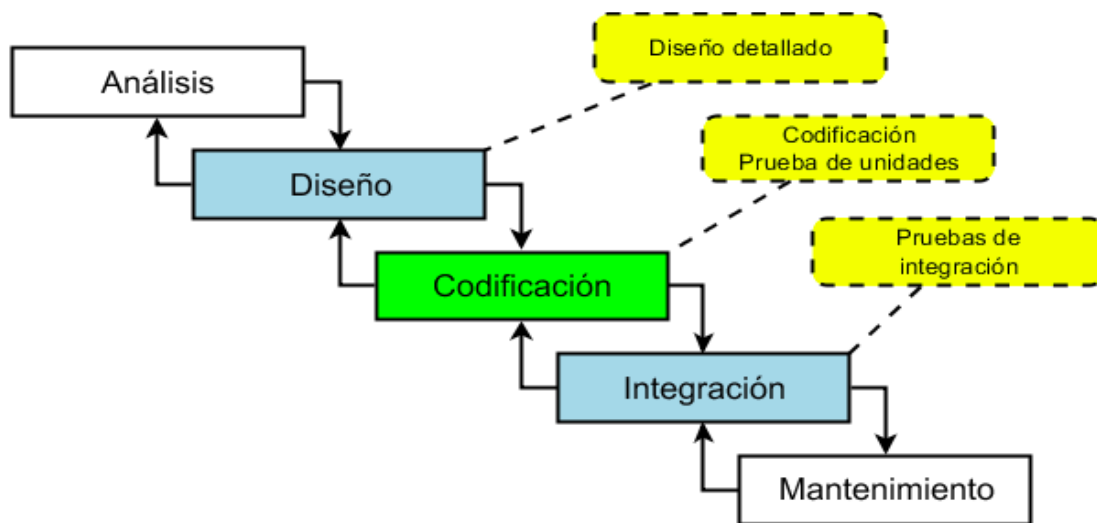 Diseño detallado
Análisis
Codificación
Prueba de unidades
Diseño
Pruebas de
integración
Codificación
Integración
Mantenimiento